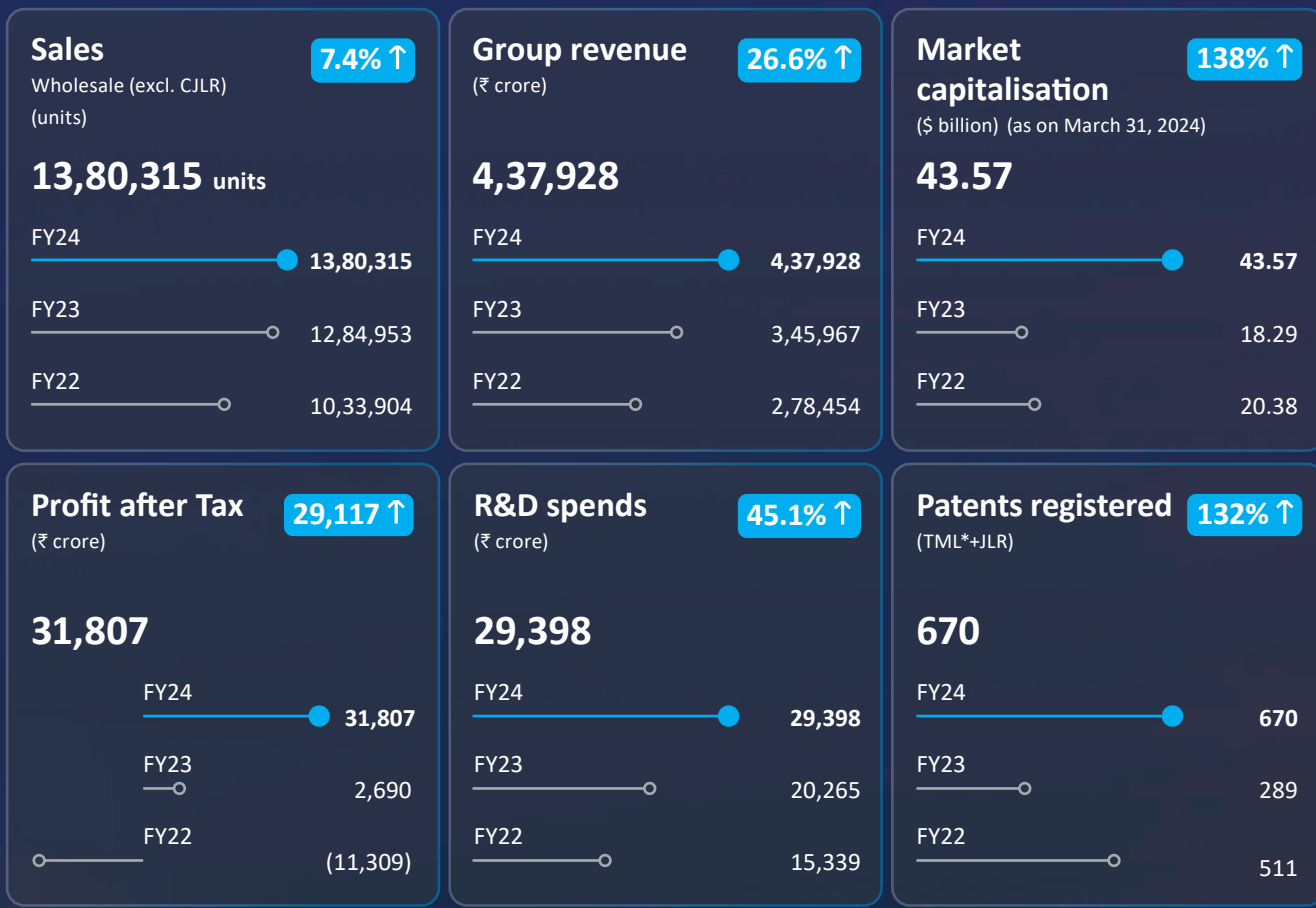 Sales
7.4% ↑
Wholesale (excl. CJLR)
(units)
13,80,315 units
FY24
13,80,315
FY23
12,84,953
FY22
10,33,904
Group revenue
26.6% ↑
(₹ crore)
4,37,928
FY24
4,37,928
FY23
3,45,967
FY22
2,78,454
Market
capitalisation
138% ↑
($ billion) (as on March 31, 2024)
43.57
FY24
43.57
FY23
18.29
FY22
20.38
Profit after Tax
29,117 ↑
(₹ crore)
31,807
FY24
31,807
FY23
2,690
FY22
(11,309)
R&D spends
45.1% ↑
(₹ crore)
29,398
FY24
29,398
FY23
20,265
FY22
15,339
Patents registered
132% ↑
(TML*+JLR)
670
FY24
670
FY23
289
FY22
511